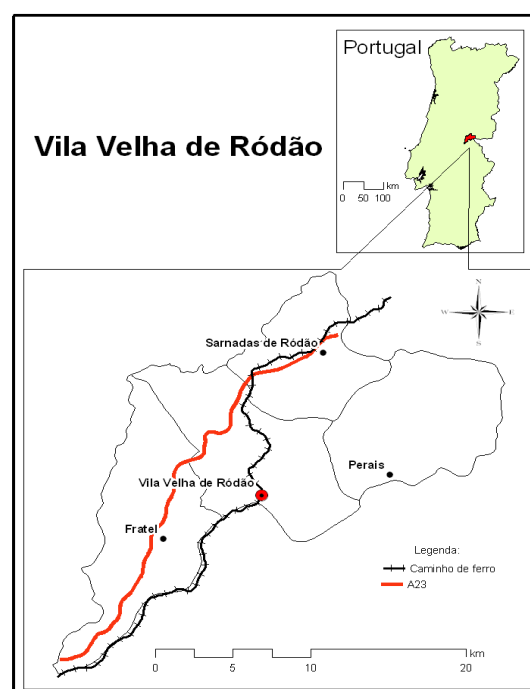 Portugal
Vila Velha de Ródão
km
0 50 100
N
W E
S
Sarnadas de Ródão
Perais
Vila Velha de Ródão
Fratel
Legenda:
Caminho de ferro
A23
km
0 5 10 20